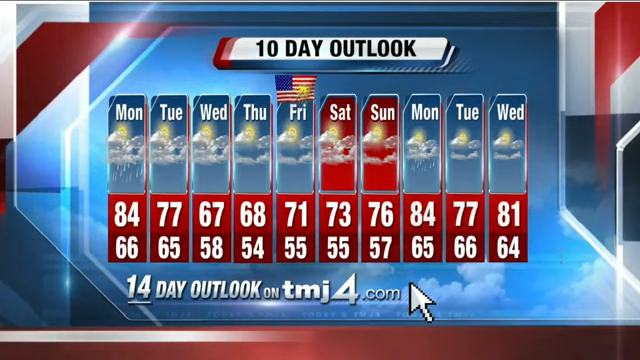 10 DAY OUTLOOK
Mon Tue Wed Thu Fri Sat Sun Mon Tue Wed
84 77 67 68 71 73 76 84 77 81
66 65 58 54 55 55 57 65 66 64
14 DAY OUTLOOK ON tmj4.com